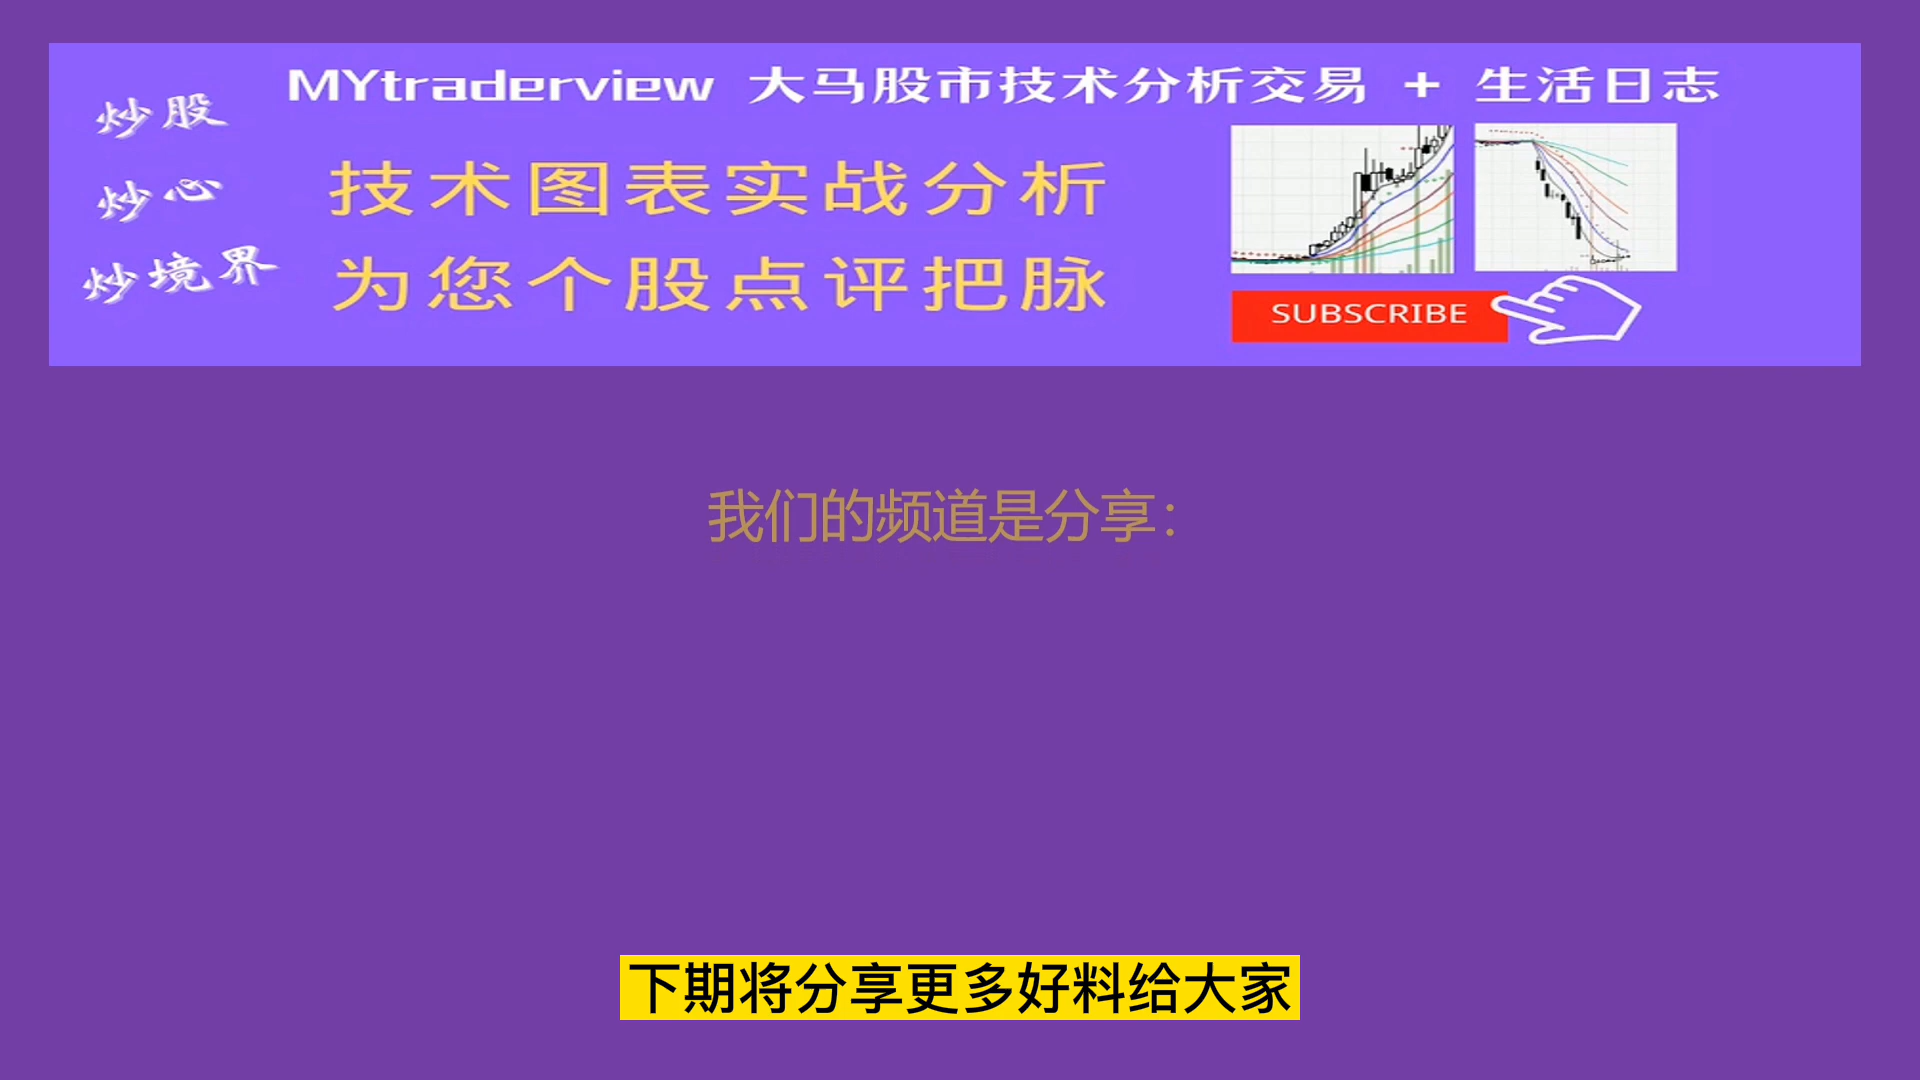 MYtraderview 大马股市技术分析交易 + 生活日志
炒股
炒心
炒境界
技术图表实战分析
为您个股点评把脉
SUBSCRIBE
我们的频道是分享：
下期将分享更多好料给大家